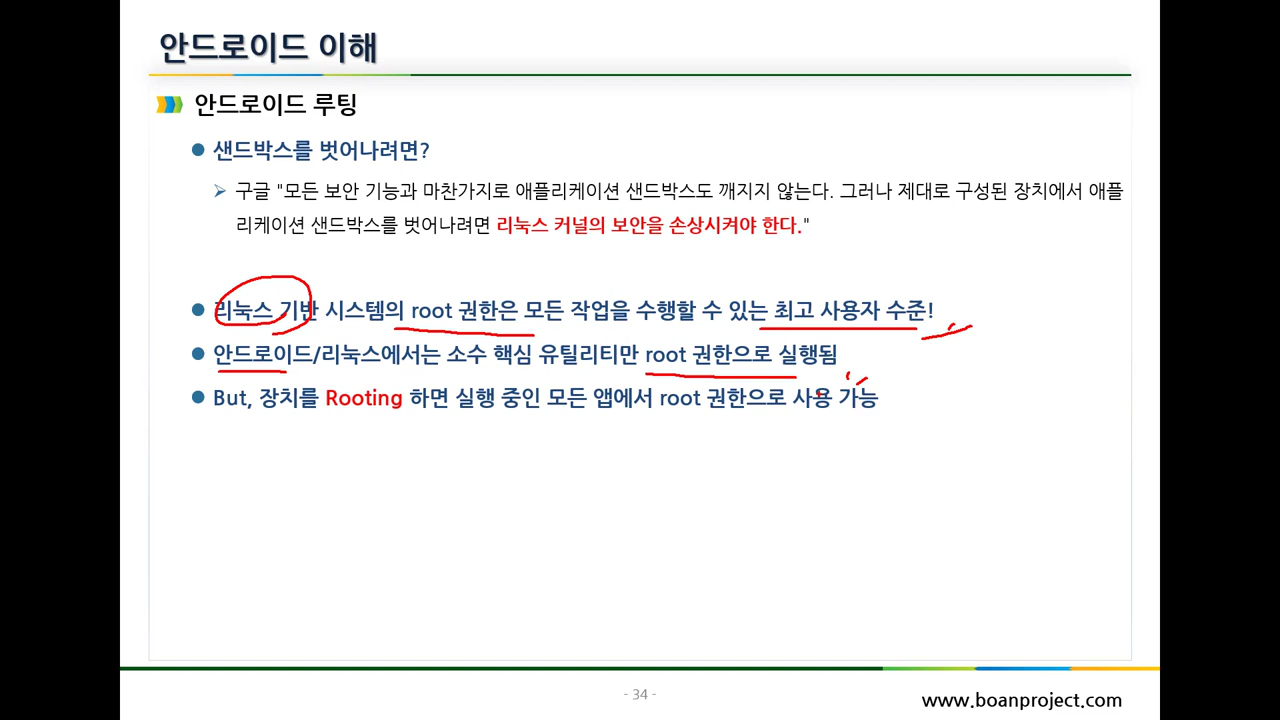 안드로이드 이해
안드로이드 루팅
샌드박스를 벗어나려면?
구글 "모든 보안 기능과 마찬가지로 애플리케이션 샌드박스도 깨지지 않는다. 그러나 제대로 구성된 장치에서 애플
리케이션 샌드박스를 벗어나려면 리눅스 커널의 보안을 손상시켜야 한다."
리눅스 기반 시스템의 root 권한은 모든 작업을 수행할 수 있는 최고 사용자 수준!
안드로이드/리눅스에서는 소수 핵심 유틸리티만 root 권한으로 실행됨
But, 장치를 Rooting 하면 실행 중인 모든 앱에서 root 권한으로 사용 가능
- 34 -
www.boanproject.com